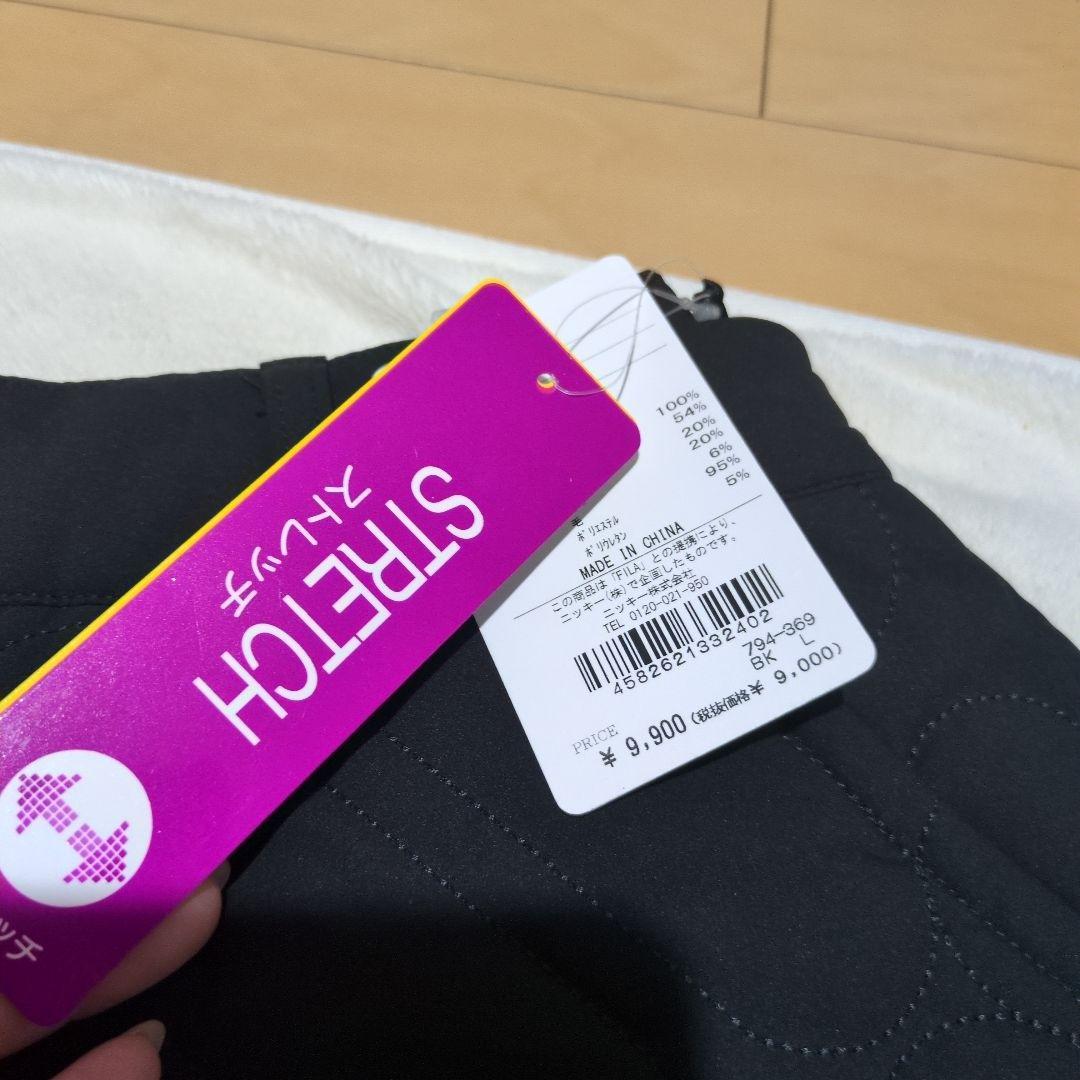 STRETCH
ストレッチ
ッチ
100%
54%
20%
20%
6%
95%
5%
毛
ﾎﾟﾘｴｽﾃﾙ
ﾎﾟﾘｳﾚﾀﾝ
MADE IN CHINA
この商品は「FILA」との提携により、
ニッキー(株)で企画したものです。
ニッキー株式会社
TEL 0120-021-950
4582621332402
794-369
BK L
PRICE
¥ 9,900 (税抜価格¥ 9,000)